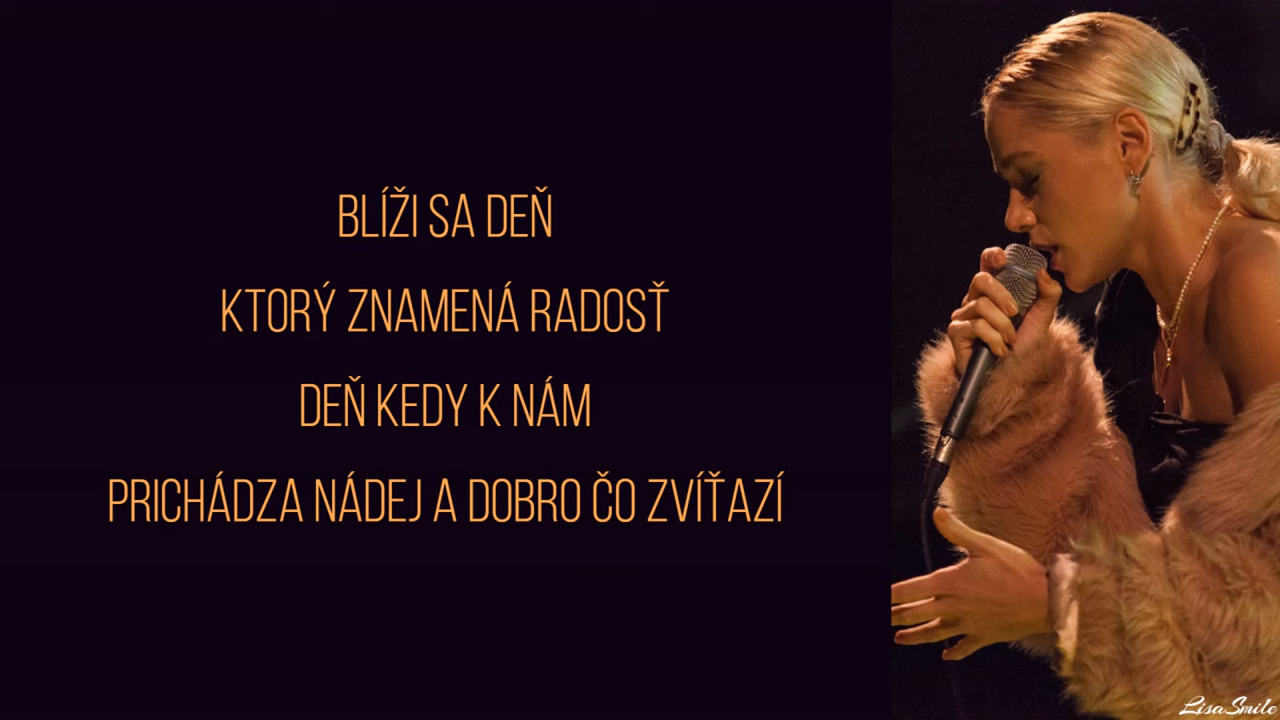 BLÍŽI SA DEŇ
KTORÝ ZNAMENÁ RADOSŤ
DEŇ KEDY K NÁM
PRICHÁDZA NÁDEJ A DOBRO ČO ZVÍŤAZÍ
LisaSmile